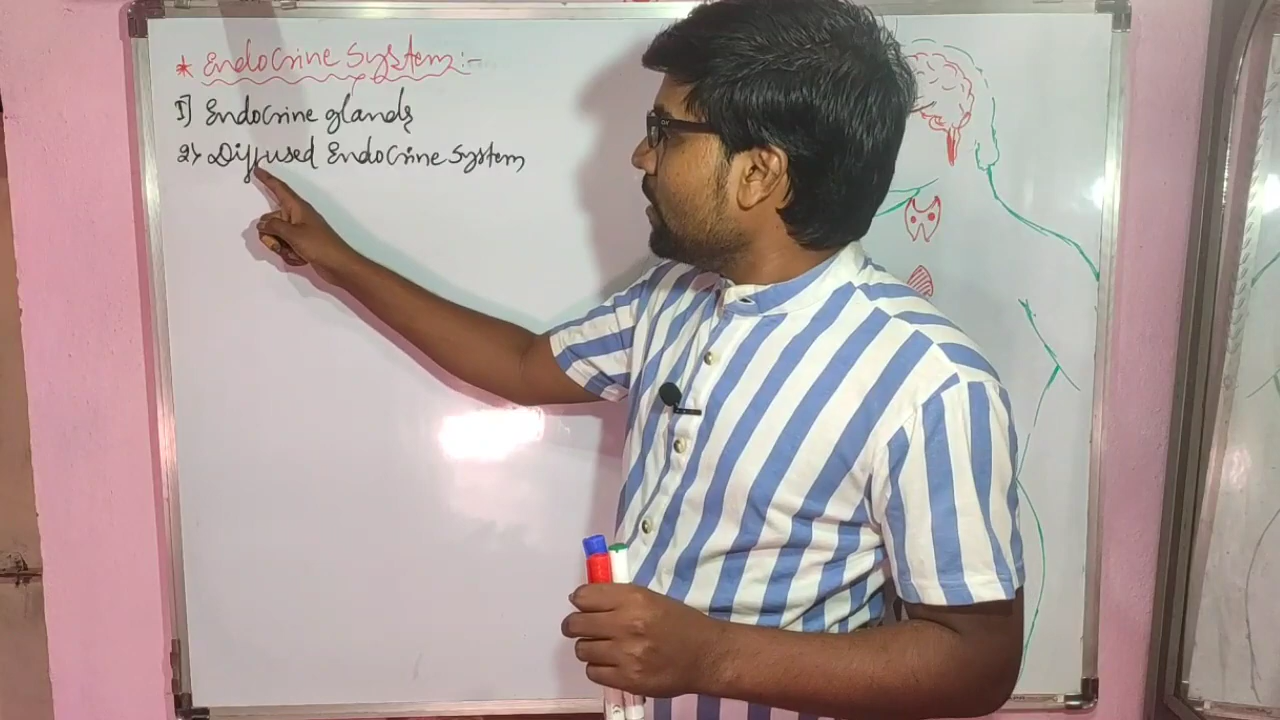 * Endocrine System:-
1] Endocrine glands
2> Diffused Endocrine System